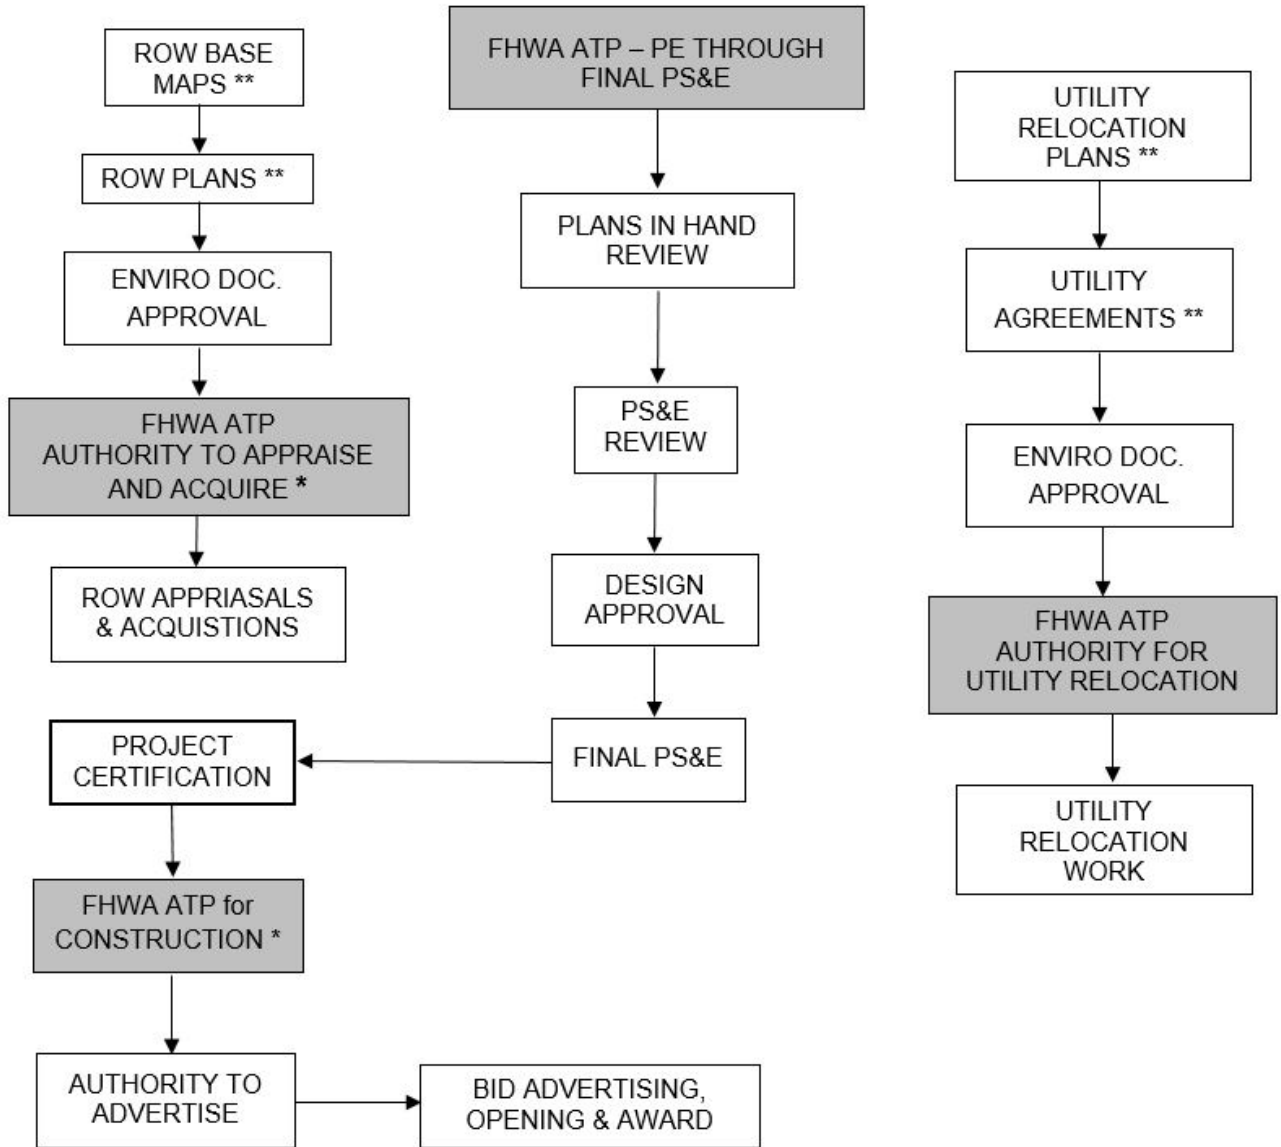 ROW BASE
MAPS **
ROW PLANS **
ENVIRO DOC.
APPROVAL
FHWA ATP
AUTHORITY TO APPRAISE
AND ACQUIRE *
ROW APPRIASALS
& ACQUISTIONS
FHWA ATP – PE THROUGH
FINAL PS&E
PLANS IN HAND
REVIEW
PS&E
REVIEW
DESIGN
APPROVAL
FINAL PS&E
PROJECT
CERTIFICATION
FHWA ATP for
CONSTRUCTION *
AUTHORITY TO
ADVERTISE
BID ADVERTISING,
OPENING & AWARD
UTILITY
RELOCATION
PLANS **
UTILITY
AGREEMENTS **
ENVIRO DOC.
APPROVAL
FHWA ATP
AUTHORITY FOR
UTILITY RELOCATION
UTILITY
RELOCATION
WORK